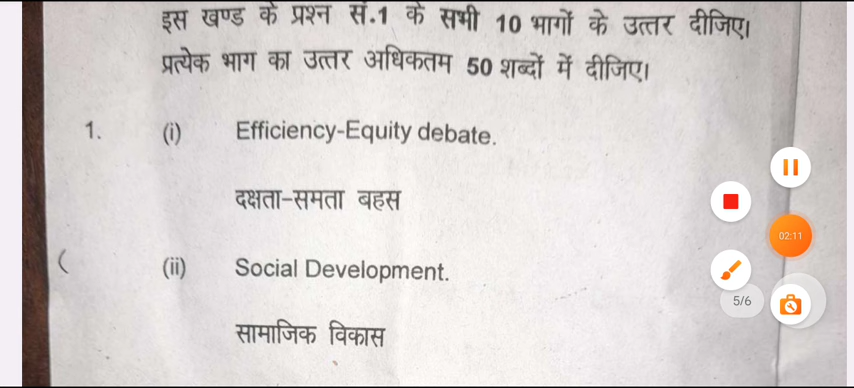 इस खण्ड के प्रश्न सं.1 के सभी 10 भागों के उत्तर दीजिए।
प्रत्येक भाग का उत्तर अधिकतम 50 शब्दों में दीजिए।
1. (i) Efficiency-Equity debate.
दक्षता-समता बहस
02:11
(ii) Social Development.
5/6
सामाजिक विकास